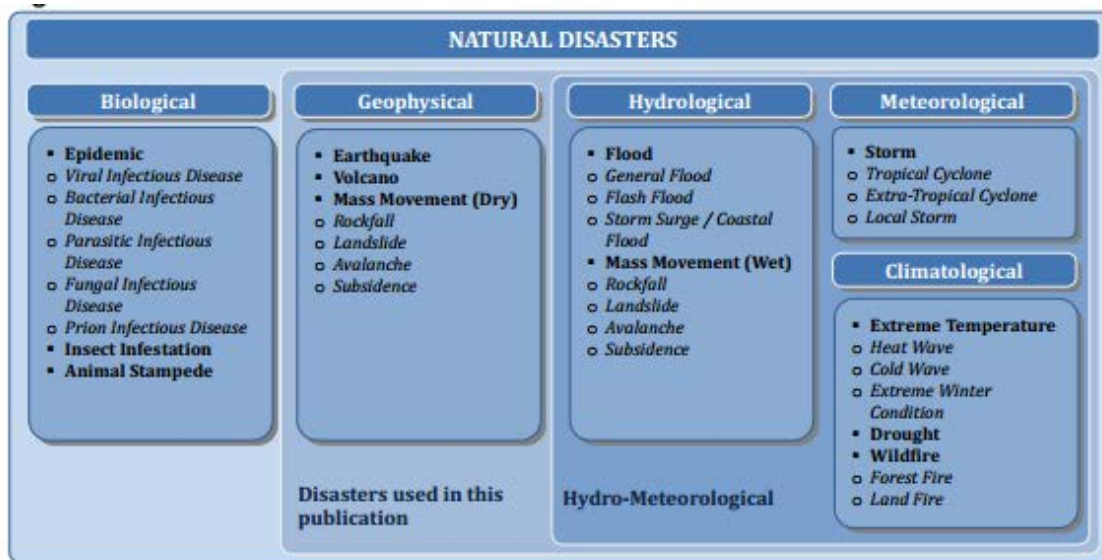 NATURAL DISASTERS
Biological
▪ Epidemic
o Viral Infectious Disease
o Bacterial Infectious
Disease
o Parasitic Infectious
Disease
o Fungal Infectious
Disease
o Prion Infectious Disease
▪ Insect Infestation
▪ Animal Stampede
Geophysical
▪ Earthquake
▪ Volcano
▪ Mass Movement (Dry)
o Rockfall
o Landslide
o Avalanche
o Subsidence
Hydrological
▪ Flood
o General Flood
o Flash Flood
o Storm Surge / Coastal
Flood
▪ Mass Movement (Wet)
o Rockfall
o Landslide
o Avalanche
o Subsidence
Meteorological
▪ Storm
o Tropical Cyclone
o Extra-Tropical Cyclone
o Local Storm
Climatological
▪ Extreme Temperature
o Heat Wave
o Cold Wave
o Extreme Winter
Condition
▪ Drought
▪ Wildfire
o Forest Fire
o Land Fire
Disasters used in this
publication
Hydro-Meteorological